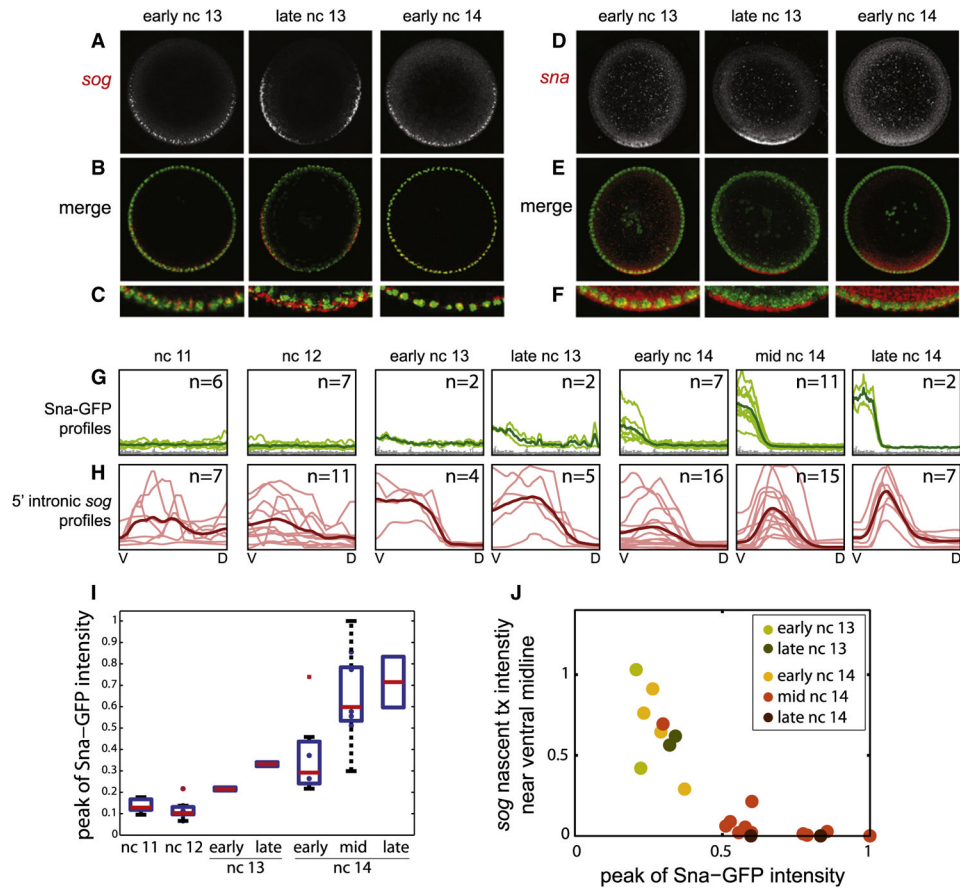 early nc 13 late nc 13 early nc 14 early nc 13 late nc 13 early nc 14
A D
sog sna
B E
merge merge
C F
nc 11 nc 12 early nc 13 late nc 13 early nc 14 mid nc 14 late nc 14
G n=6 n=7 n=2 n=2 n=7 n=11 n=2
Sna-GFP
profiles
H n=7 n=11 n=4 n=5 n=16 n=15 n=7
5' intronic sog
profiles
V D V D V D V D V D V D V D
I
peak of Sna−GFP intensity
1
0.9
0.8
0.7
0.6
0.5
0.4
0.3
0.2
0.1
nc 11 nc 12 early late early mid late
nc 13 nc 14
J
sog nascent tx intenstiy
near ventral midline
1
0.5
0
early nc 13
late nc 13
early nc 14
mid nc 14
late nc 14
0 0.5 1
peak of Sna−GFP intensity